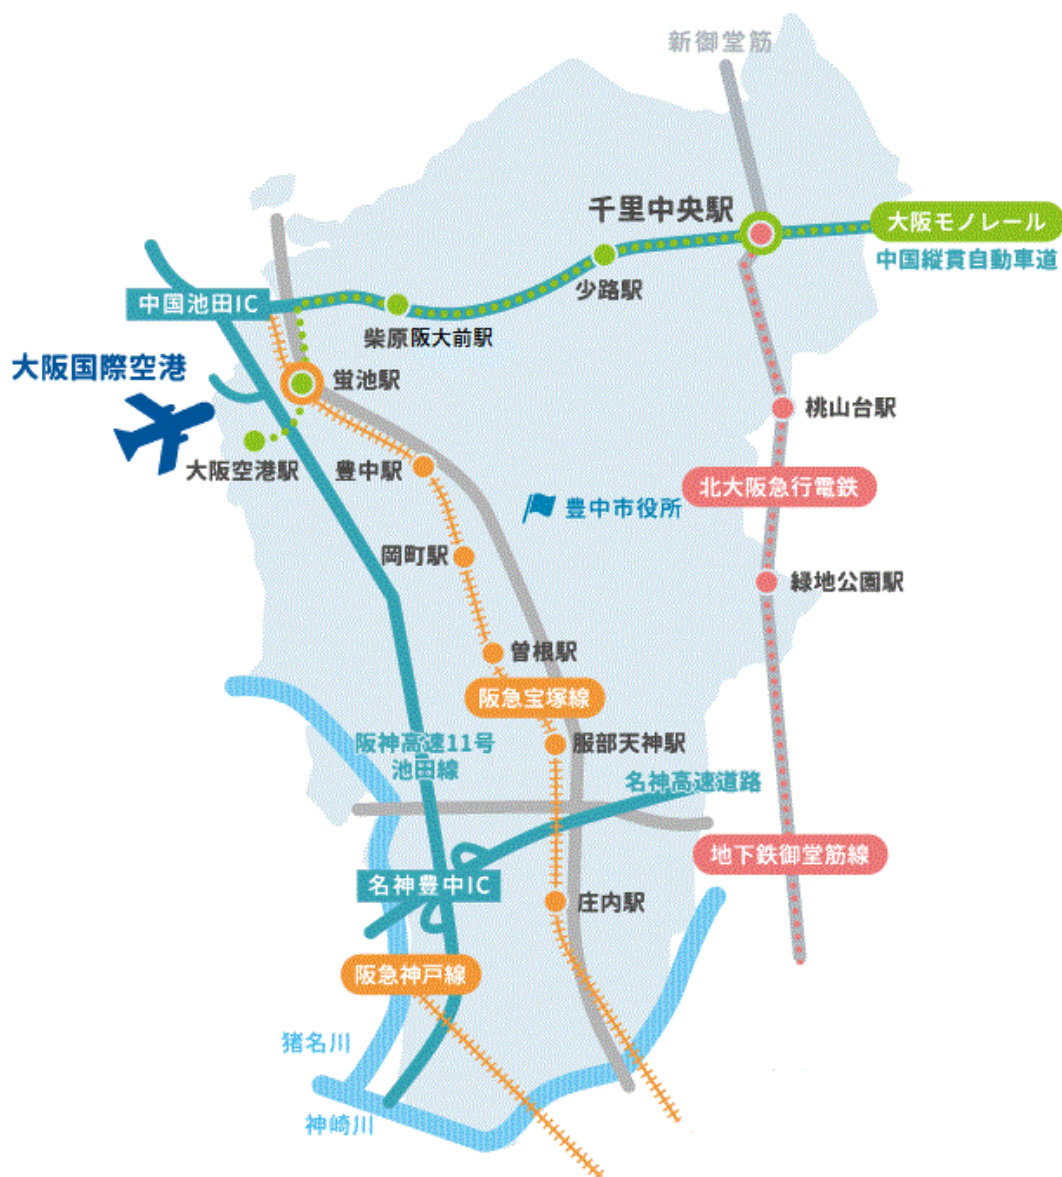 新御堂筋
千里中央駅
大阪モノレール
中国縦貫自動車道
少路駅
中国池田IC
柴原阪大前駅
大阪国際空港
蛍池駅
桃山台駅
大阪空港駅
豊中駅
北大阪急行電鉄
豊中市役所
岡町駅
緑地公園駅
曽根駅
阪急宝塚線
阪神高速11号
池田線
服部天神駅
名神高速道路
地下鉄御堂筋線
名神豊中IC
庄内駅
阪急神戸線
猪名川
神崎川